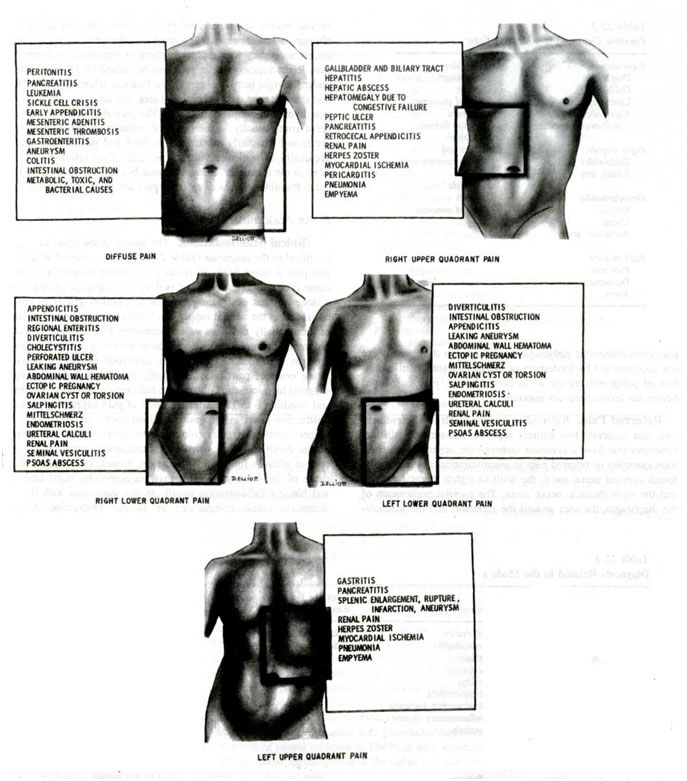 PERITONITIS
PANCREATITIS
LEUKEMIA
SICKLE CELL CRISIS
EARLY APPENDICITIS
MESENTERIC ADENITIS
MESENTERIC THROMBOSIS
GASTROENTERITIS
ANEURYSM
COLITIS
INTESTINAL OBSTRUCTION
METABOLIC, TOXIC, AND
BACTERIAL CAUSES
DIFFUSE PAIN
GALLBLADDER AND BILIARY TRACT
HEPATITIS
HEPATIC ABSCESS
HEPATOMEGALY DUE TO
CONGESTIVE FAILURE
PEPTIC ULCER
PANCREATITIS
RETROCECAL APPENDICITIS
RENAL PAIN
HERPES ZOSTER
MYOCARDIAL ISCHEMIA
PERICARDITIS
PNEUMONIA
EMPYEMA
RIGHT UPPER QUADRANT PAIN
APPENDICITIS
INTESTINAL OBSTRUCTION
REGIONAL ENTERITIS
DIVERTICULITIS
CHOLECYSTITIS
PERFORATED ULCER
LEAKING ANEURYSM
ABDOMINAL WALL HEMATOMA
ECTOPIC PREGNANCY
OVARIAN CYST OR TORSION
SALPINGITIS
MITTELSCHMERZ
ENDOMETRIOSIS
URETERAL CALCULI
RENAL PAIN
SEMINAL VESICULITIS
PSOAS ABSCESS
RIGHT LOWER QUADRANT PAIN
DIVERTICULITIS
INTESTINAL OBSTRUCTION
APPENDICITIS
LEAKING ANEURYSM
ABDOMINAL WALL HEMATOMA
ECTOPIC PREGNANCY
MITTELSCHMERZ
OVARIAN CYST OR TORSION
SALPINGITIS
ENDOMETRIOSIS
URETERAL CALCULI
RENAL PAIN
SEMINAL VESICULITIS
PSOAS ABSCESS
LEFT LOWER QUADRANT PAIN
GASTRITIS
PANCREATITIS
SPLENIC ENLARGEMENT, RUPTURE,
INFARCTION, ANEURYSM
RENAL PAIN
HERPES ZOSTER
MYOCARDIAL ISCHEMIA
PNEUMONIA
EMPYEMA
LEFT UPPER QUADRANT PAIN